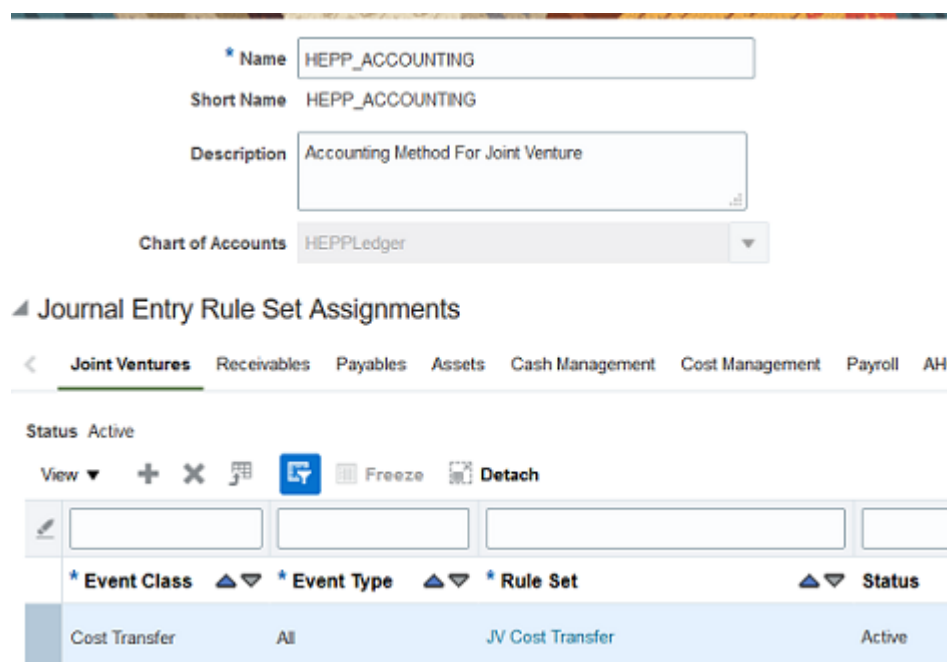 * Name HEPP_ACCOUNTING
Short Name HEPP_ACCOUNTING
Description Accounting Method For Joint Venture
Chart of Accounts HEPPLedger
Journal Entry Rule Set Assignments
Joint Ventures Receivables Payables Assets Cash Management Cost Management Payroll AH
Status Active
View Freeze Detach
* Event Class * Event Type * Rule Set Status
Cost Transfer All JV Cost Transfer Active